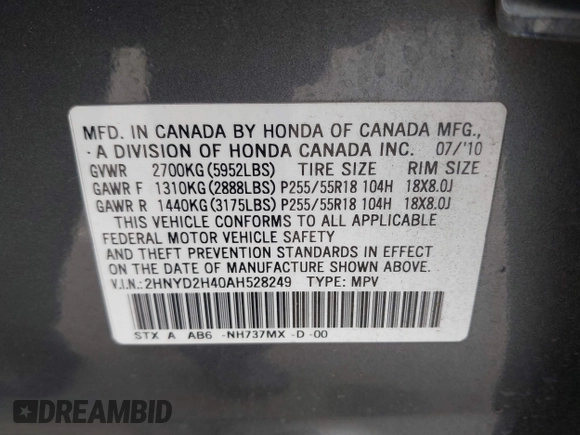 MFD. IN CANADA BY HONDA OF CANADA MFG.,
A DIVISION OF HONDA CANADA INC. 07/'10
GVWR 2700KG(5952LBS) TIRE SIZE RIM SIZE
GAWR F 1310KG(2888LBS) P255/55R18 104H 18X8.0J
GAWR R 1440KG(3175LBS) P255/55R18 104H 18X8.0J
THIS VEHICLE CONFORMS TO ALL APPLICABLE
FEDERAL MOTOR VEHICLE SAFETY
AND THEFT PREVENTION STANDARDS IN EFFECT
ON THE DATE OF MANUFACTURE SHOWN ABOVE.
V.I.N.: 2HNYD2H40AH528249 TYPE: MPV
STX A AB6 -NH737MX -D -00
DREAMBID